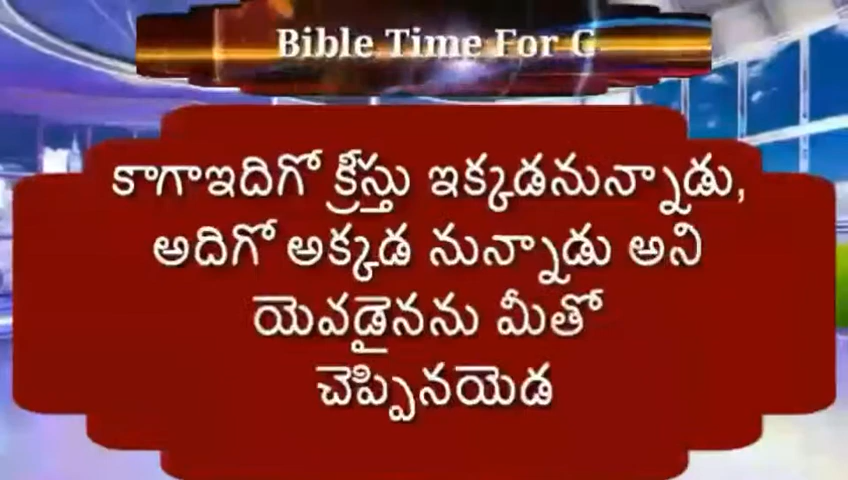 Bible Time For G
కాగాఇదిగో క్రీస్తు ఇక్కడనున్నాడు,
అదిగో అక్కడ నున్నాడు అని
యెవడైనను మీతో
చెప్పినయెడ